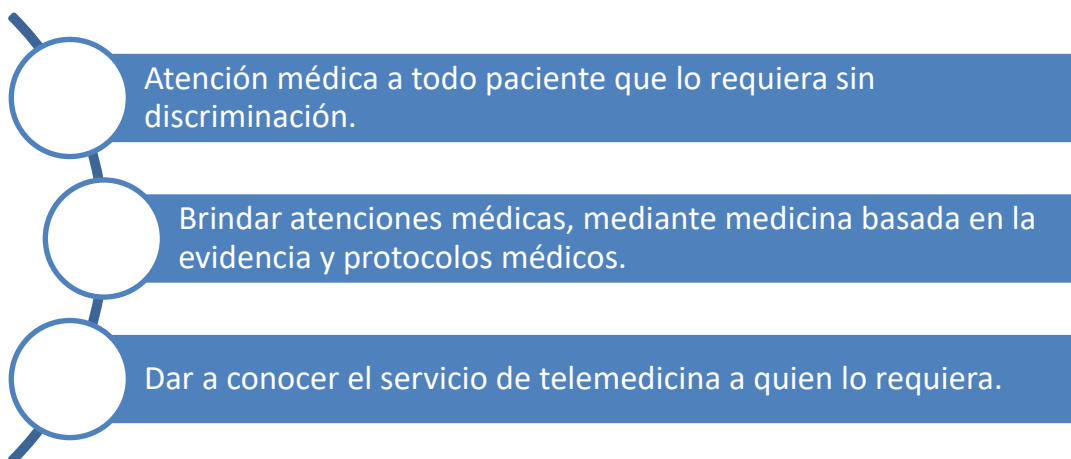 Atención médica a todo paciente que lo requiera sin
discriminación.
Brindar atenciones médicas, mediante medicina basada en la
evidencia y protocolos médicos.
Dar a conocer el servicio de telemedicina a quien lo requiera.